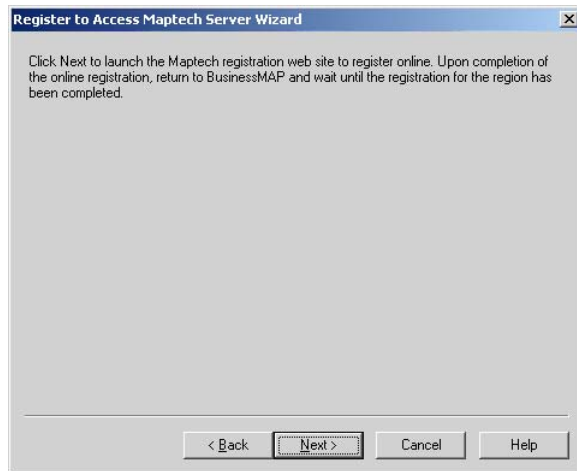 Register to Access Maptech Server Wizard
Click Next to launch the Maptech registration web site to register online. Upon completion of
the online registration, return to BusinessMAP and wait until the registration for the region has
been completed.
< Back Next > Cancel Help